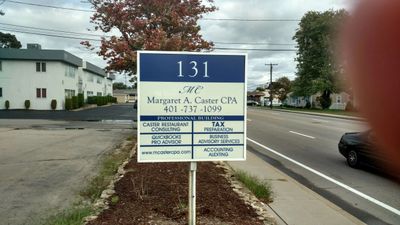 131
MC
Margaret A. Caster CPA
401-737-1099
PROFESSIONAL BUILDING
CASTER RESTAURANT CONSULTING
TAX PREPARATION
QUICKBOOKS PRO ADVISOR
BUSINESS ADVISORY SERVICES
www.mcastercpa.com
ACCOUNTING AUDITING